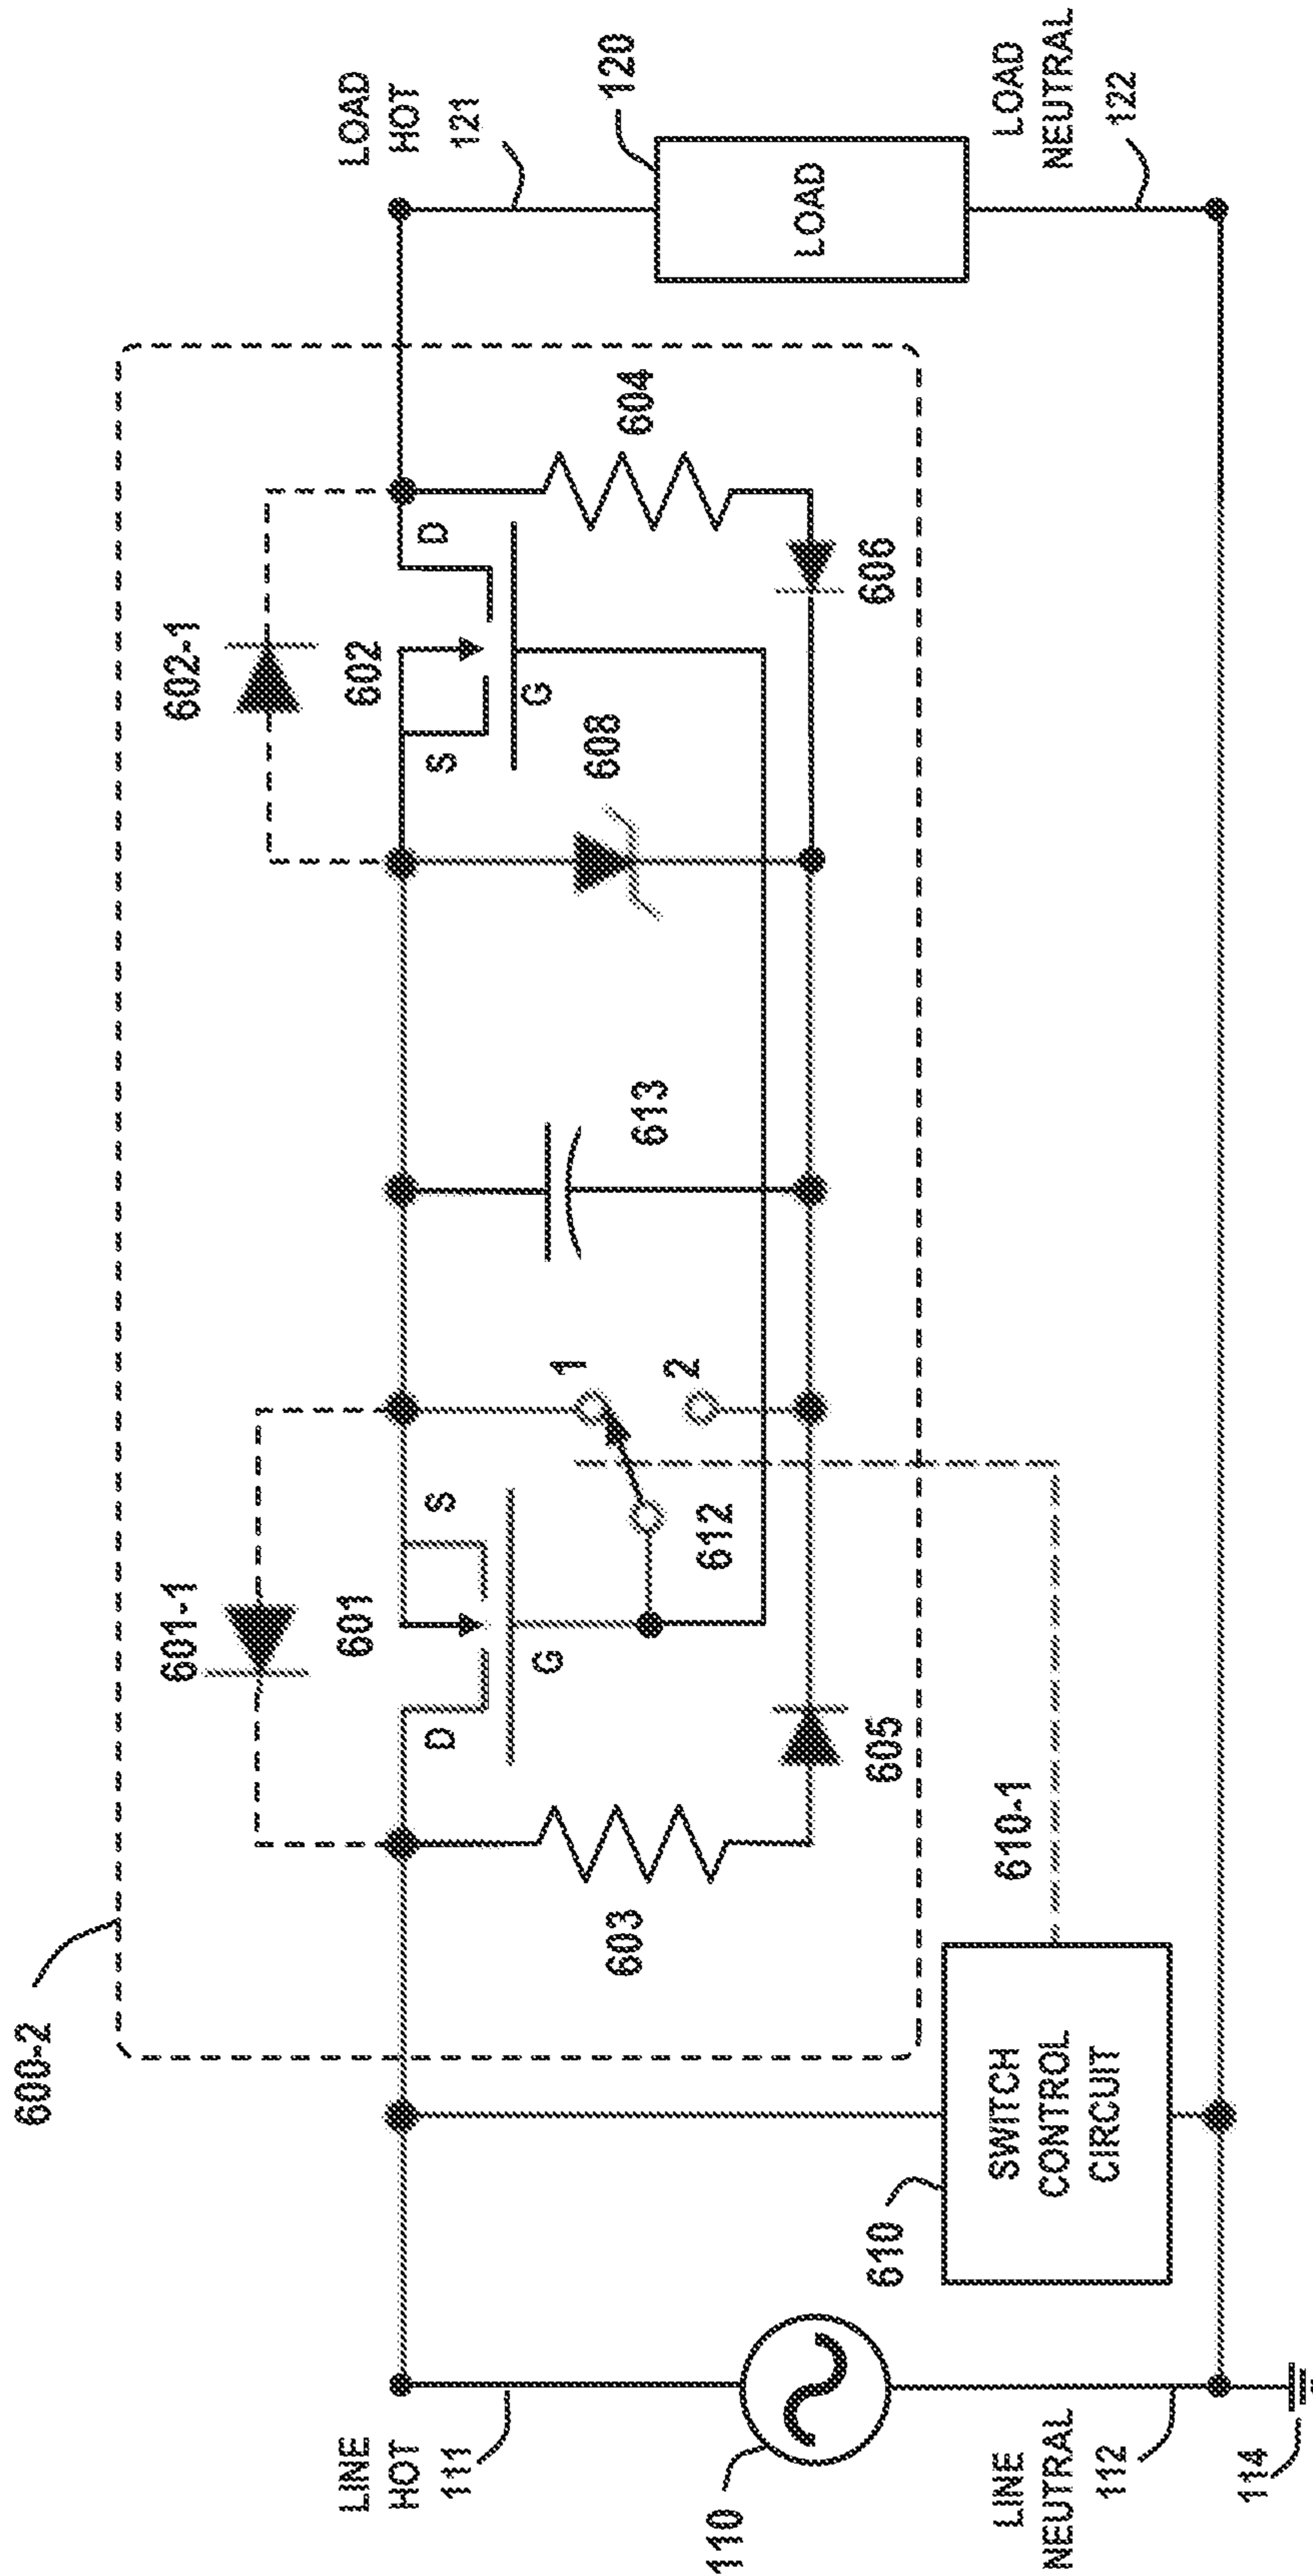 600-2
601-1
602-1
LINE
HOT
111
601
D
S
G
602
S
D
G
LOAD
HOT
121
603
612
1
2
613
608
604
120
LOAD
110
605
606
610
SWITCH
CONTROL
CIRCUIT
610-1
LINE
NEUTRAL
112
114
LOAD
NEUTRAL
122